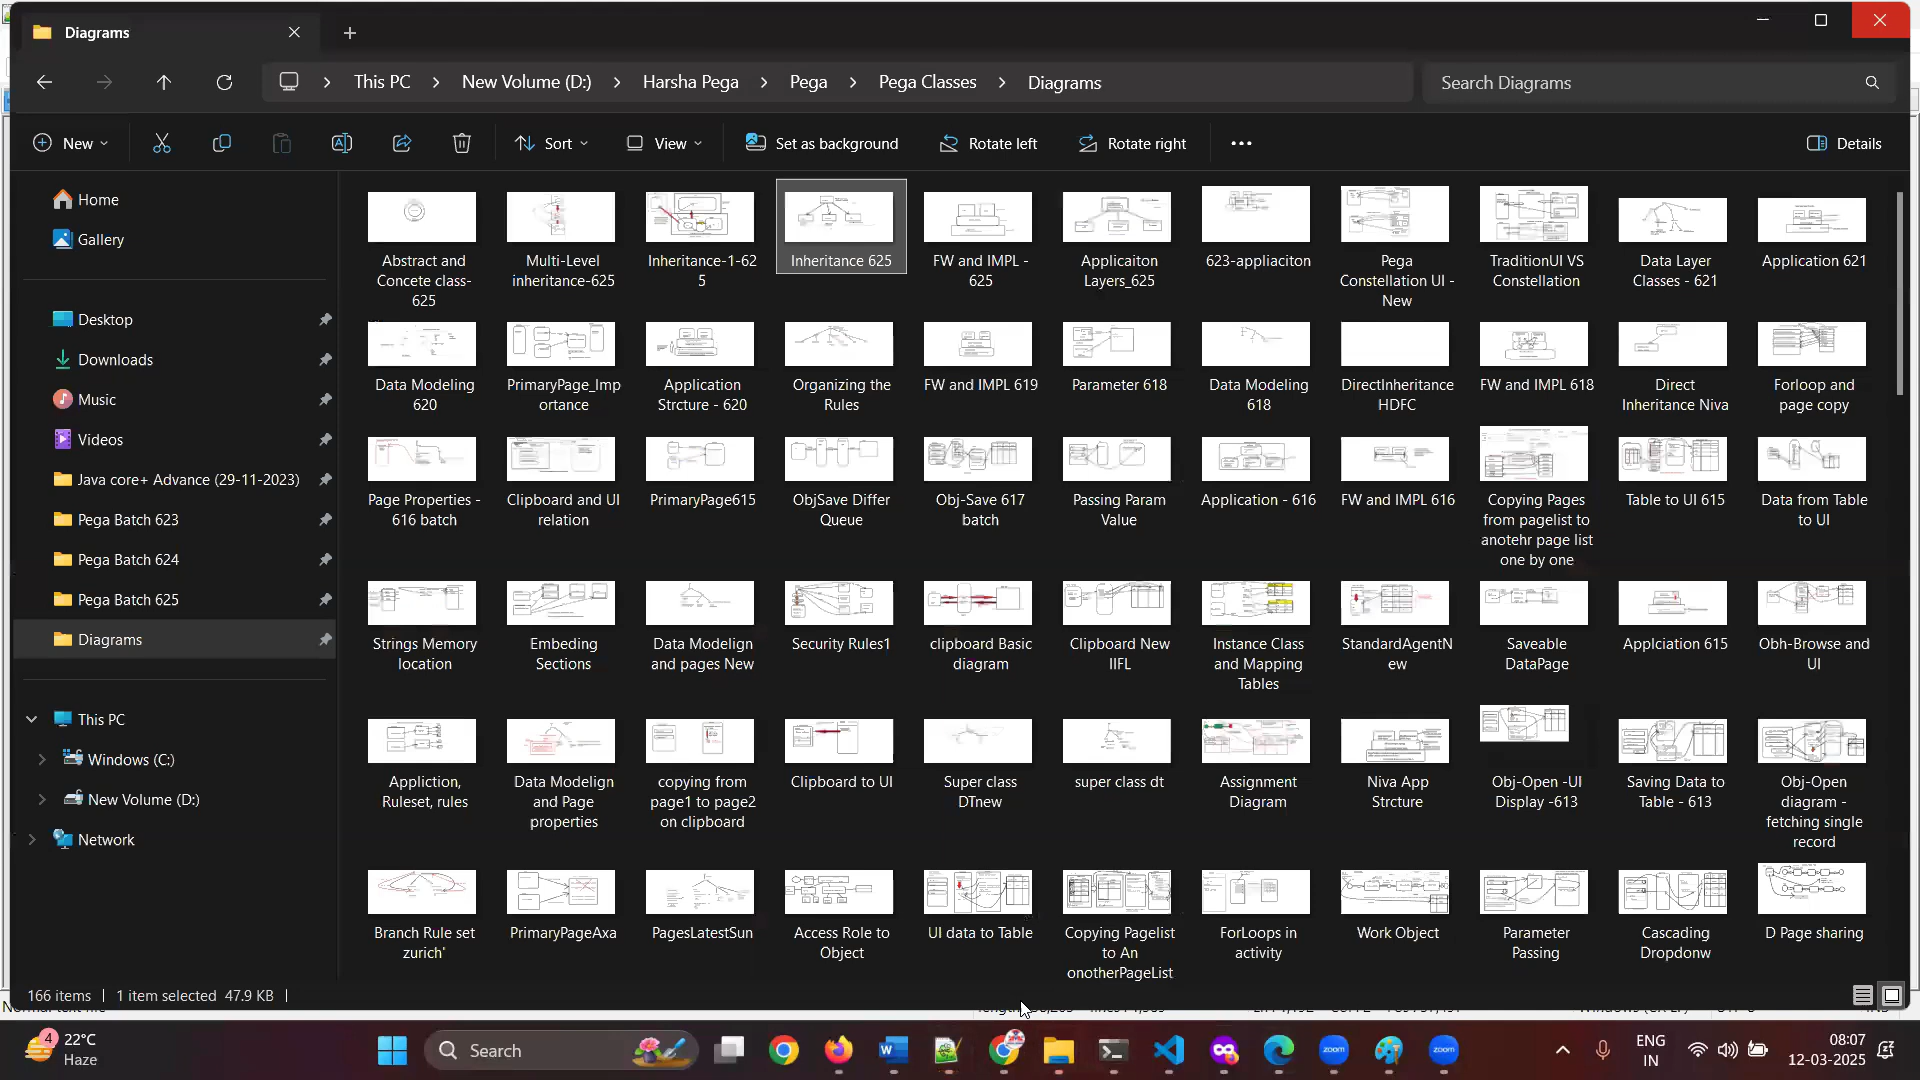 Diagrams
This PC
New Volume (D:)
Harsha Pega
Pega
Pega Classes
Diagrams
Search Diagrams
New
Sort
View
Set as background
Rotate left
Rotate right
Details
Home
Gallery
Desktop
Downloads
Music
Videos
Java core+ Advance (29-11-2023)
Pega Batch 623
Pega Batch 624
Pega Batch 625
Diagrams
This PC
Windows (C:)
New Volume (D:)
Network
Abstract and
Concete class-
625
Multi-Level
inheritance-625
Inheritance-1-62
5
Inheritance 625
FW and IMPL -
625
Applicaiton
Layers_625
623-appliaciton
Pega
Constellation UI -
New
TraditionUI VS
Constellation
Data Layer
Classes - 621
Application 621
Data Modeling
620
PrimaryPage_Imp
ortance
Application
Strcture - 620
Organizing the
Rules
FW and IMPL 619
Parameter 618
Data Modeling
618
DirectInheritance
HDFC
FW and IMPL 618
Direct
Inheritance Niva
Forloop and
page copy
Page Properties -
616 batch
Clipboard and UI
relation
PrimaryPage615
ObjSave Differ
Queue
Obj-Save 617
batch
Passing Param
Value
Application - 616
FW and IMPL 616
Copying Pages
from pagelist to
anotehr page list
one by one
Table to UI 615
Data from Table
to UI
Strings Memory
location
Embeding
Sections
Data Modelign
and pages New
Security Rules1
clipboard Basic
diagram
Clipboard New
IIFL
Instance Class
and Mapping
Tables
StandardAgentN
ew
Saveable
DataPage
Applciation 615
Obh-Browse and
UI
Appliction,
Ruleset, rules
Data Modelign
and Page
properties
copying from
page1 to page2
on clipboard
Clipboard to UI
Super class
DTnew
super class dt
Assignment
Diagram
Niva App
Strcture
Obj-Open -UI
Display -613
Saving Data to
Table - 613
Obj-Open
diagram -
fetching single
record
Branch Rule set
zurich'
PrimaryPageAxa
PagesLatestSun
Access Role to
Object
UI data to Table
Copying Pagelist
to An
onotherPageList
ForLoops in
activity
Work Object
Parameter
Passing
Cascading
Dropdonw
D Page sharing
166 items
1 item selected 47.9 KB
4
22°C
Haze
Search
zoom
zoom
ENG
IN
08:07
12-03-2025